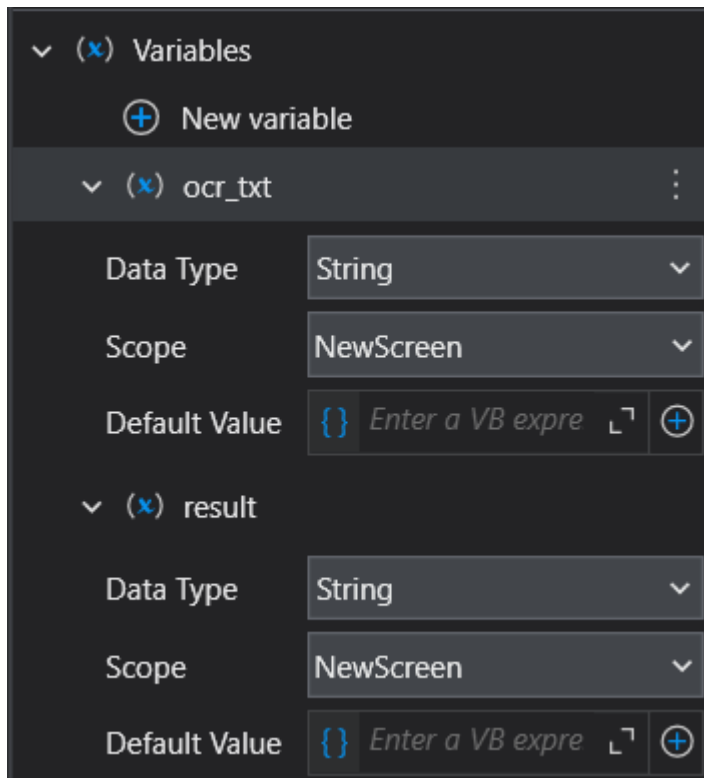 (x) Variables
New variable
(x) ocr_txt
Data Type String
Scope NewScreen
Default Value {} Enter a VB expre
(x) result
Data Type String
Scope NewScreen
Default Value {} Enter a VB expre